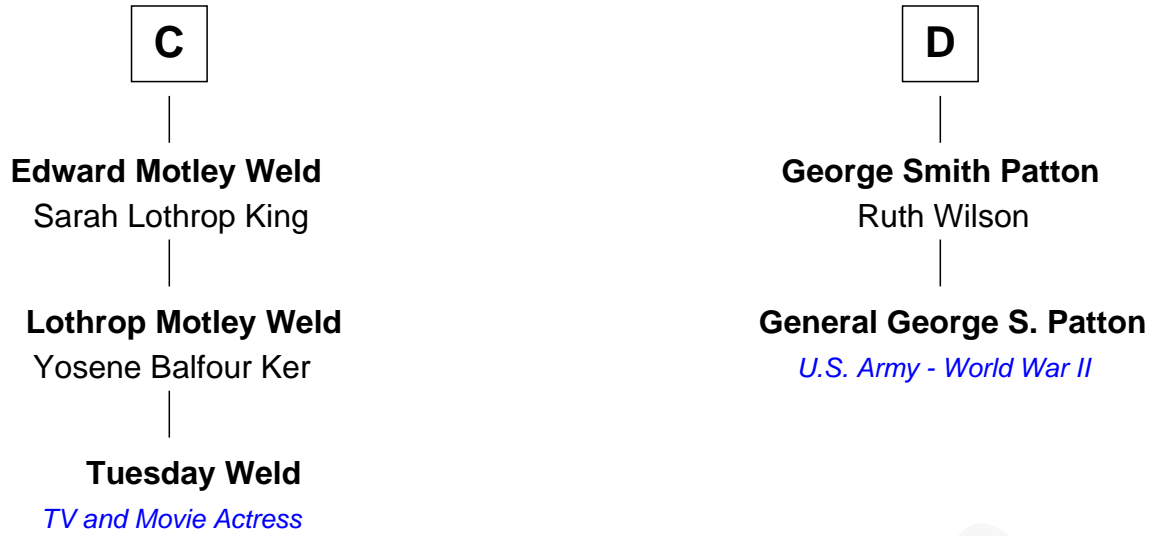 C
Edward Motley Weld
Sarah Lothrop King
Lothrop Motley Weld
Yosene Balfour Ker
Tuesday Weld
TV and Movie Actress
D
George Smith Patton
Ruth Wilson
General George S. Patton
U.S. Army - World War II